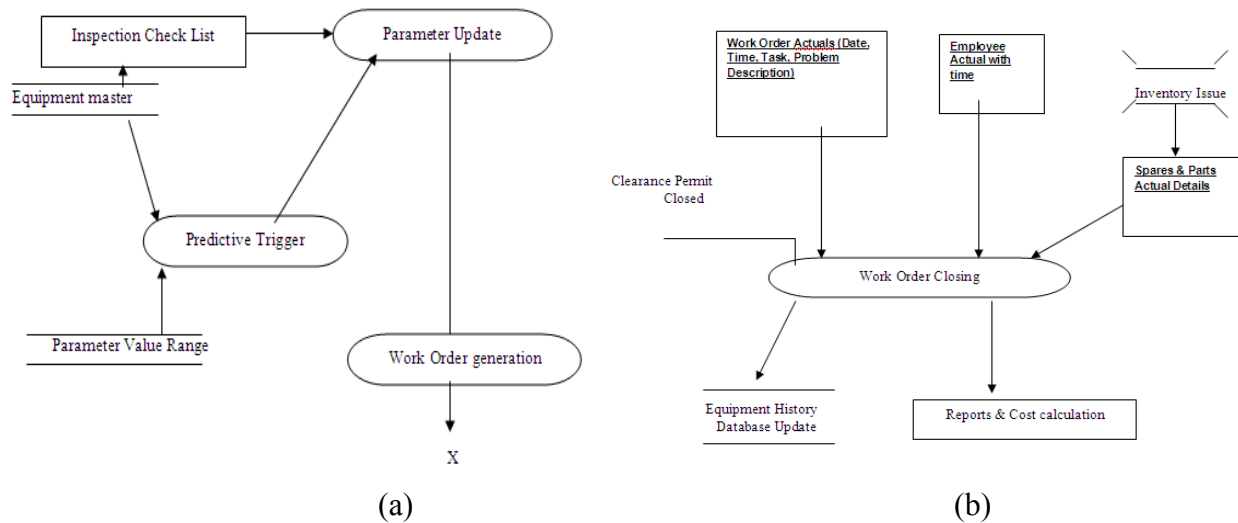 Inspection Check List
Parameter Update
Equipment master
Predictive Trigger
Parameter Value Range
Work Order generation
X
(a)
Work Order Actuals (Date,
Time, Task, Problem
Description)
Employee
Actual with
time
Inventory Issue
Spares & Parts
Actual Details
Clearance Permit
Closed
Work Order Closing
Equipment History
Database Update
Reports & Cost calculation
(b)